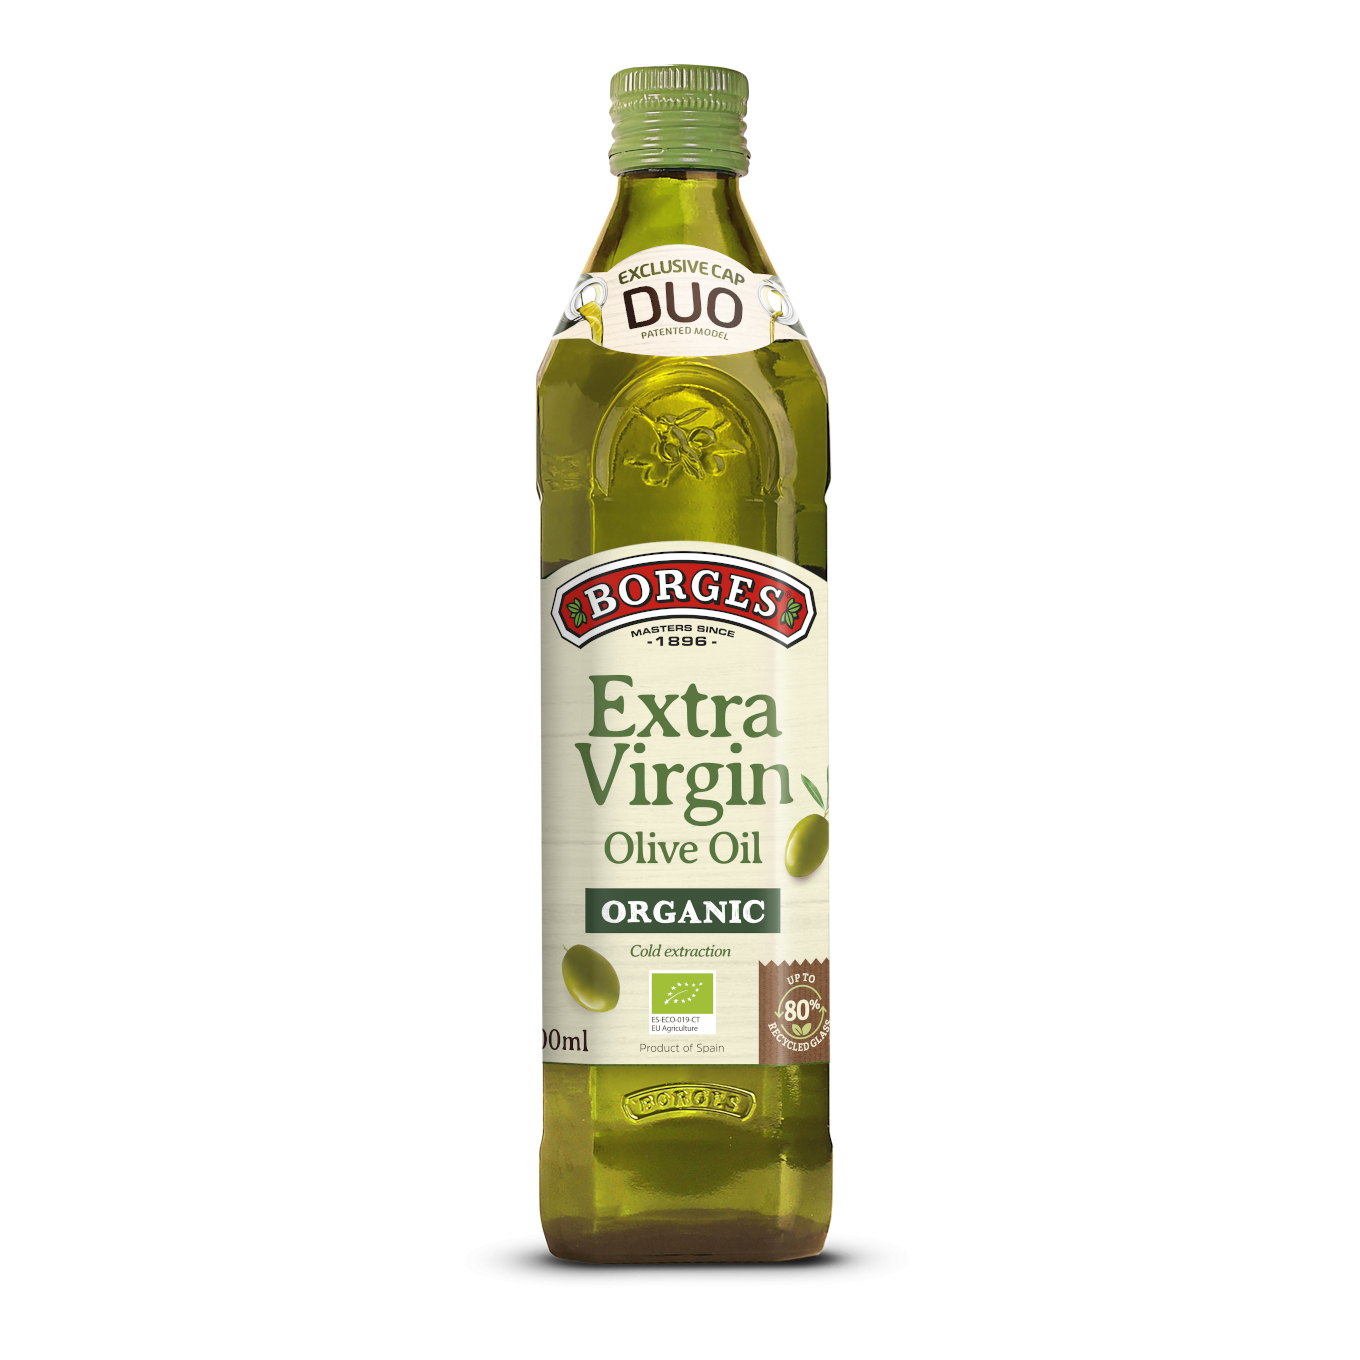 EXCLUSIVE CAP
DUO
PATENTED MODEL
BORGES
MASTERS SINCE
-1896-
Extra
Virgin
Olive Oil
ORGANIC
Cold extraction
ES-ECO-019-CT
EU Agriculture
Product of Spain
00ml
UP TO
80%
RECYCLED GLASS
BORGES